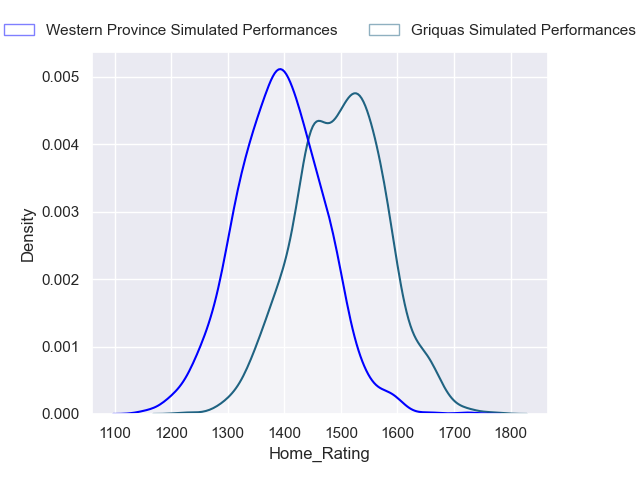 Western Province Simulated Performances
Griquas Simulated Performances
0.005
0.004
0.003
0.002
0.001
0.000
Density
1100 1200 1300 1400 1500 1600 1700 1800
Home_Rating